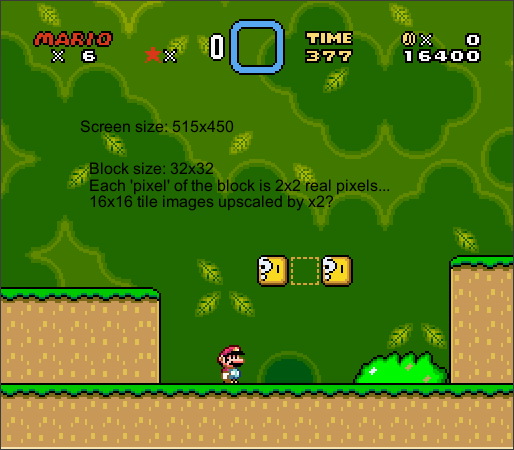 MARIO TIME x 0
x 6 ★x 0 377 16400
Screen size: 515x450
Block size: 32x32
Each 'pixel' of the block is 2x2 real pixels...
16x16 tile images upscaled by x2?